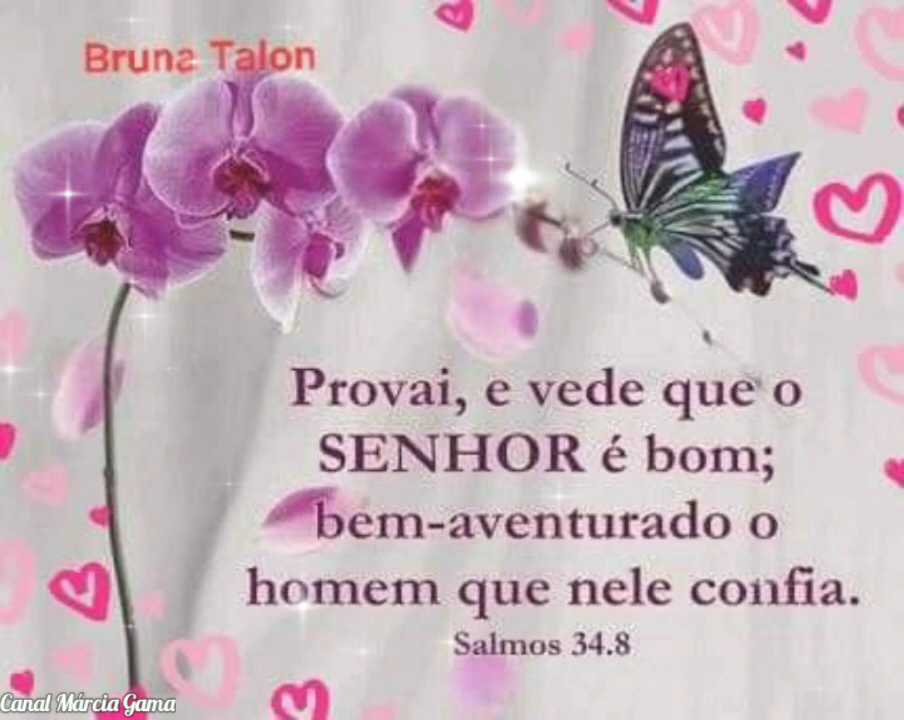 Bruna Talon
Provai, e vede que o
SENHOR é bom;
bem-aventurado o
homem que nele confia.
Salmos 34.8
Canal Márcia Gama